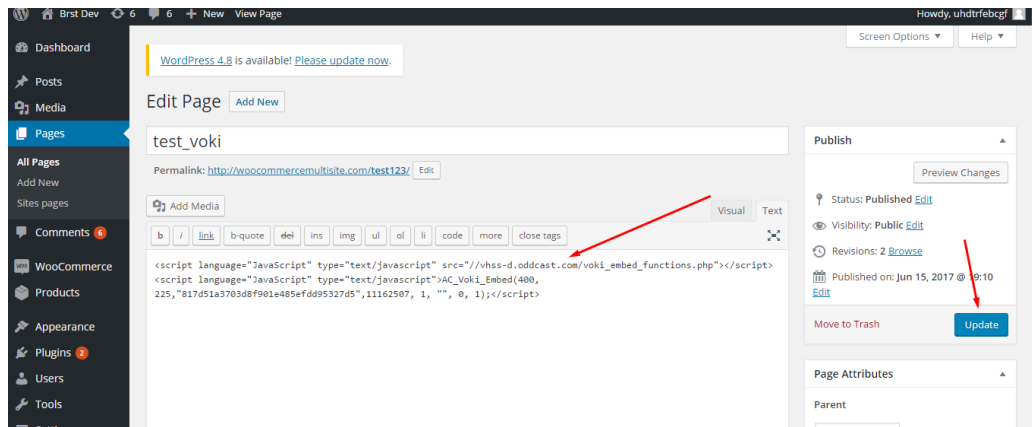 Brst Dev 6 6 + New View Page Howdy, uhdtrfebcgf
Screen Options ▼ Help ▼
Dashboard
Posts
Media
Pages
All Pages
Add New
Sites pages
Comments 6
WooCommerce
Products
Appearance
Plugins 2
Users
Tools
WordPress 4.8 is available! Please update now.
Edit Page Add New
test_voki
Permalink: http://woocommercemultisite.com/test123/ Edit
Add Media
Visual Text
b i link b-quote del ins img ul ol li code more close tags
<script language="JavaScript" type="text/javascript" src="//vhss-d.oddcast.com/voki_embed_functions.php"></script>
<script language="JavaScript" type="text/javascript">AC_Voki_Embed(400,
225,"817d51a3703d8f901e485efdd95327d5",11162507, 1, "", 0, 1);</script>
Publish
Preview Changes
Status: Published Edit
Visibility: Public Edit
Revisions: 2 Browse
Published on: Jun 15, 2017 @ 19:10
Edit
Move to Trash Update
Page Attributes
Parent